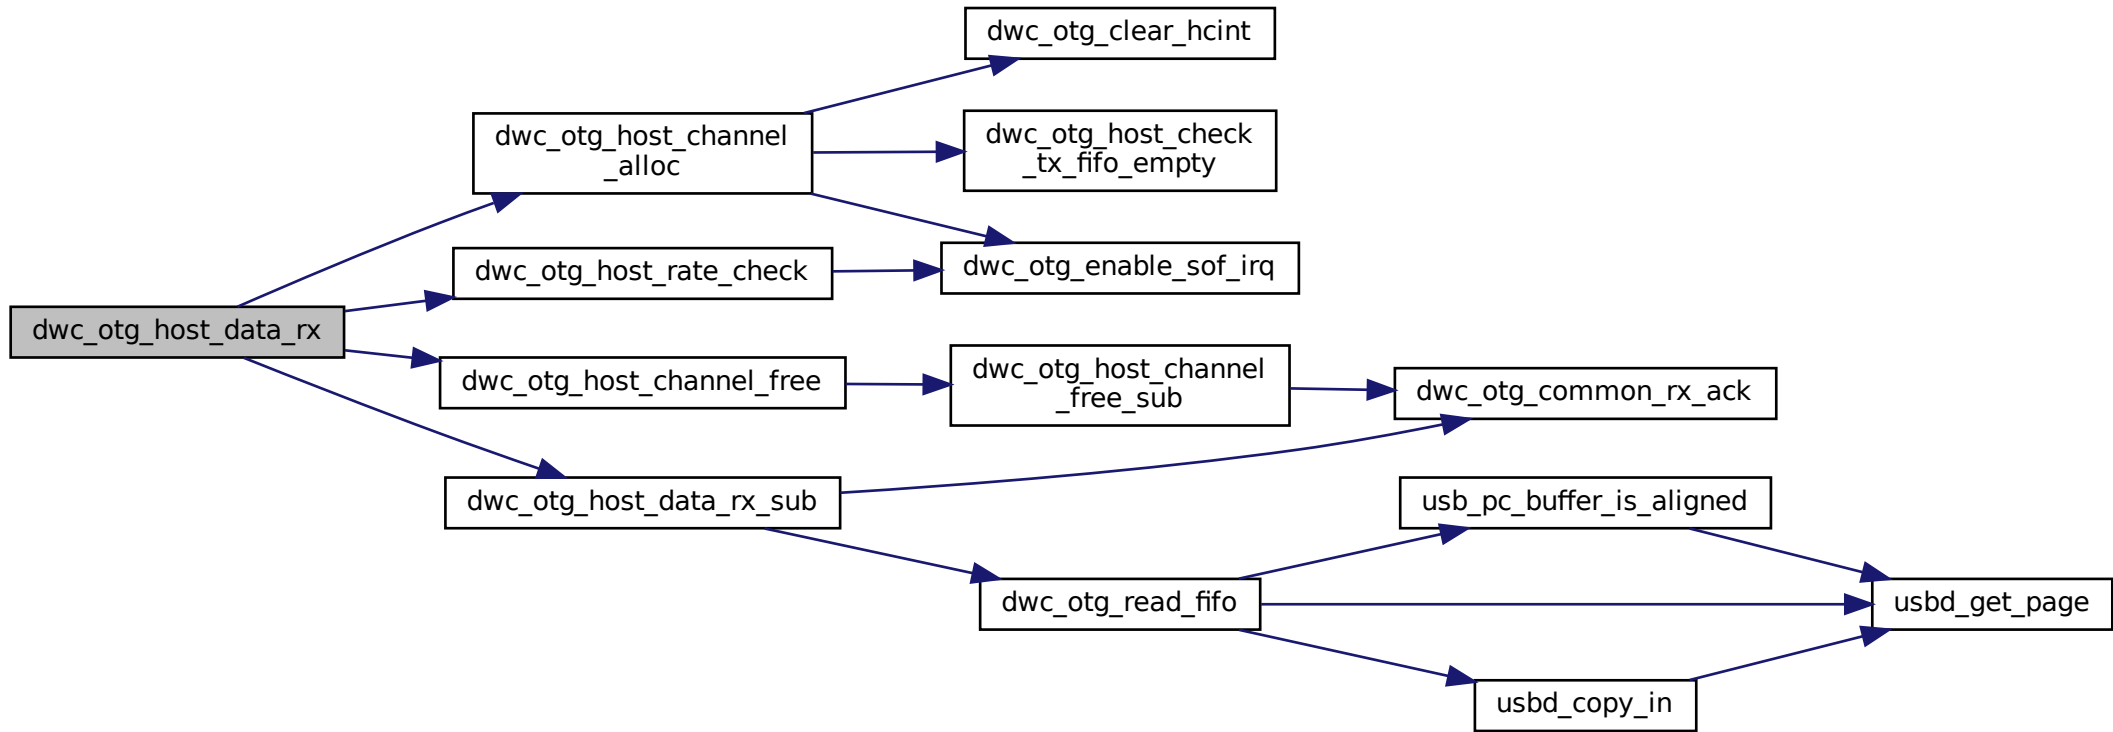 dwc_otg_clear_hcint
dwc_otg_host_channel
_alloc
dwc_otg_host_check
_tx_fifo_empty
dwc_otg_host_rate_check
dwc_otg_enable_sof_irq
dwc_otg_host_data_rx
dwc_otg_host_channel_free
dwc_otg_host_channel
_free_sub
dwc_otg_common_rx_ack
dwc_otg_host_data_rx_sub
usb_pc_buffer_is_aligned
dwc_otg_read_fifo
usbd_get_page
usbd_copy_in